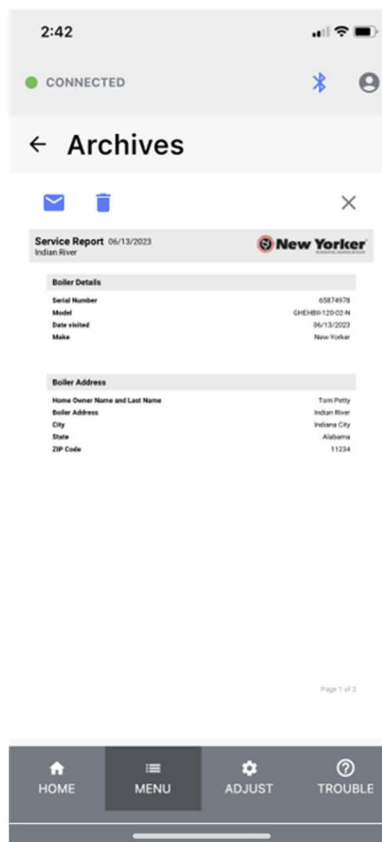 2:42
CONNECTED
← Archives
Service Report 06/13/2023
Indian River
New Yorker
Boiler Details
Serial Number 65874978
Model GHEHBII-120-02-N
Date visited 06/13/2023
Make New Yorker
Boiler Address
Home Owner Name and Last Name Tom Petty
Boiler Address Indian River
City Indiana City
State Alabama
ZIP Code 11234
Page 1 of 3
HOME MENU ADJUST TROUBLE